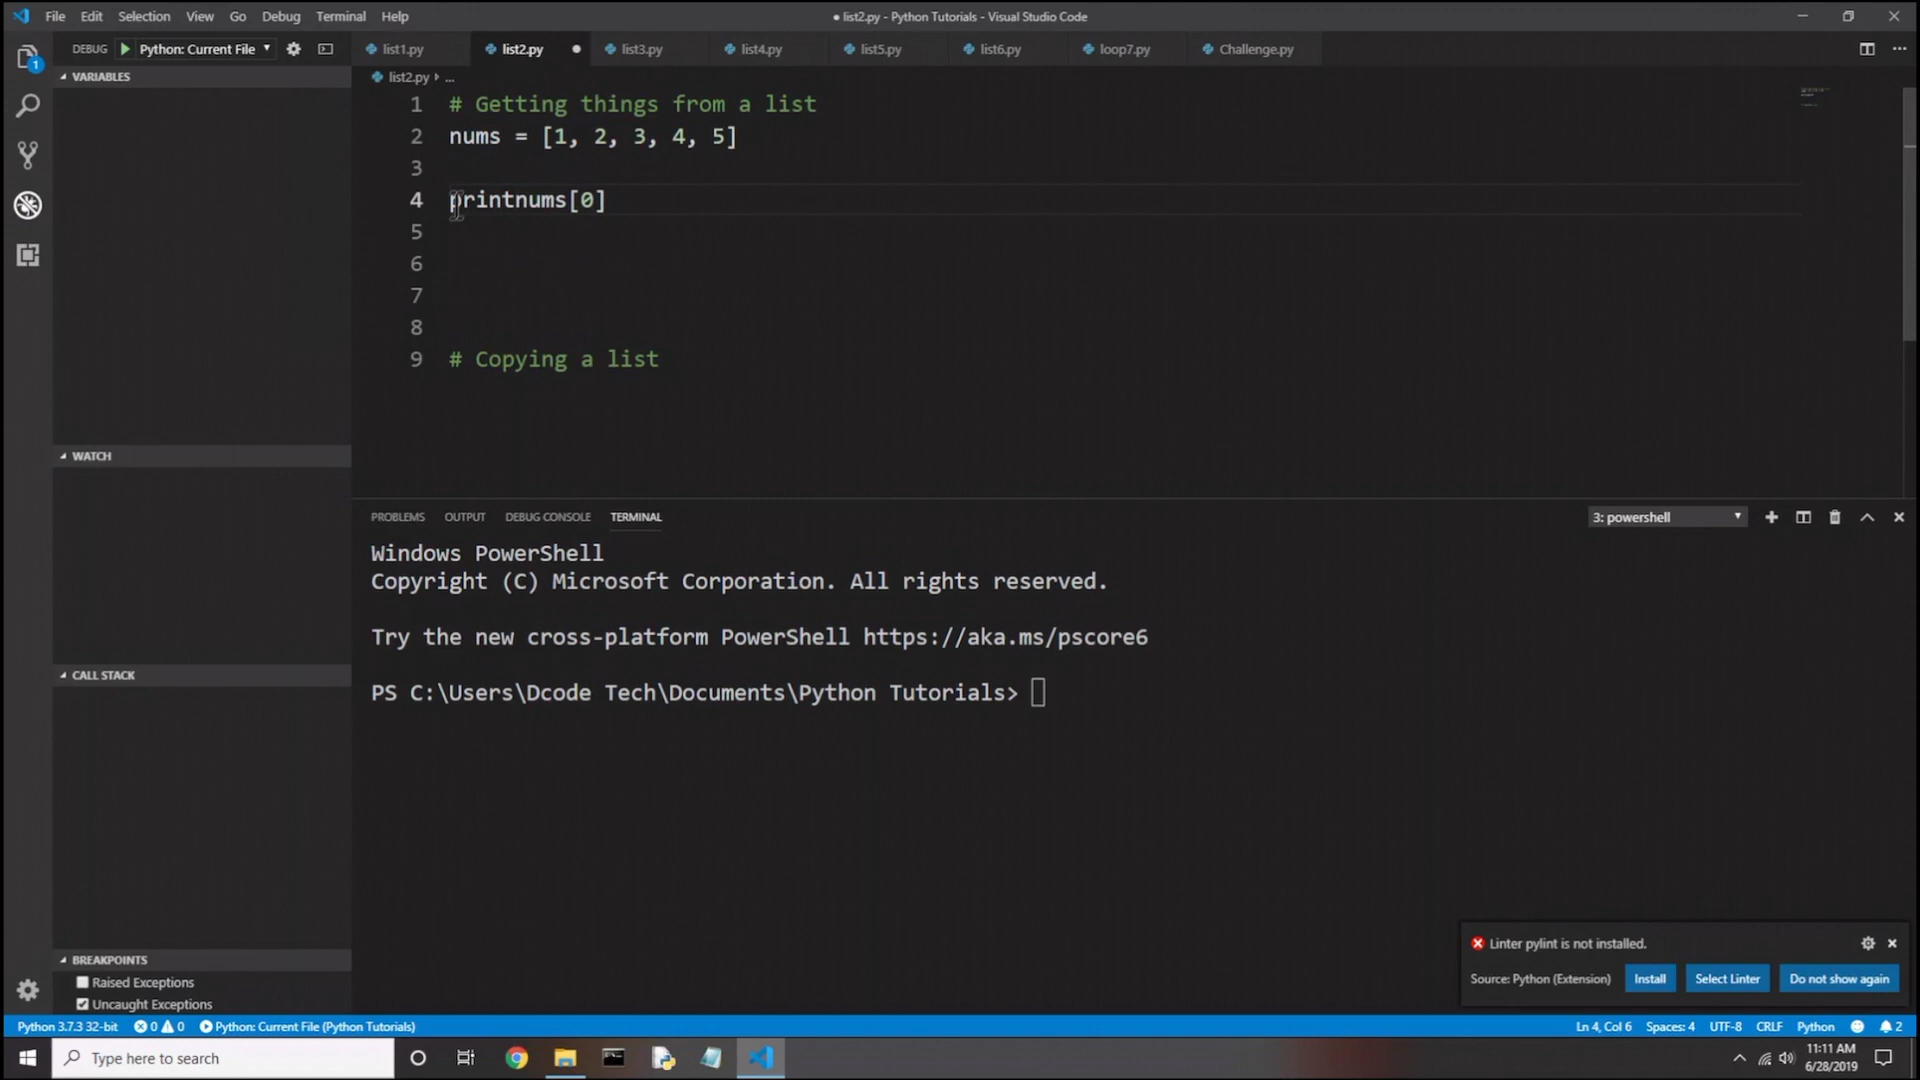 File Edit Selection View Go Debug Terminal Help
● list2.py - Python Tutorials - Visual Studio Code
DEBUG Python: Current File
list1.py list2.py list3.py list4.py list5.py list6.py loop7.py Challenge.py
1
VARIABLES
list2.py › ...
1 # Getting things from a list
2 nums = [1, 2, 3, 4, 5]
3
4 printnums[0]
5
6
7
8
9 # Copying a list
WATCH
CALL STACK
BREAKPOINTS
Raised Exceptions
Uncaught Exceptions
PROBLEMS OUTPUT DEBUG CONSOLE TERMINAL
3: powershell
Windows PowerShell
Copyright (C) Microsoft Corporation. All rights reserved.
Try the new cross-platform PowerShell https://aka.ms/pscore6
PS C:\Users\Dcode Tech\Documents\Python Tutorials>
Linter pylint is not installed.
Source: Python (Extension) Install Select Linter Do not show again
Python 3.7.3 32-bit 0 0 Python: Current File (Python Tutorials)
Ln 4, Col 6 Spaces: 4 UTF-8 CRLF Python 2
Type here to search
11:11 AM
6/28/2019